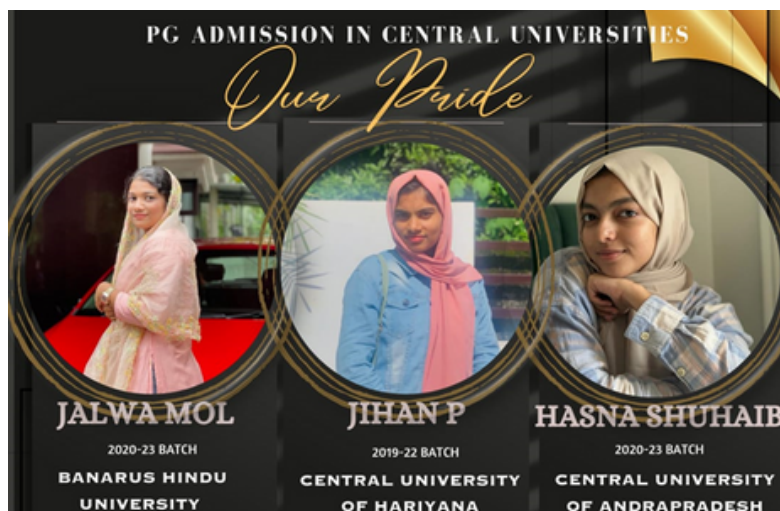 PG ADMISSION IN CENTRAL UNIVERSITIES
Our Pride
JALWA MOL
2020-23 BATCH
BANARUS HINDU
UNIVERSITY
JIHAN P
2019-22 BATCH
CENTRAL UNIVERSITY
OF HARIYANA
HASNA SHUHAIB
2020-23 BATCH
CENTRAL UNIVERSITY
OF ANDRAPRADESH